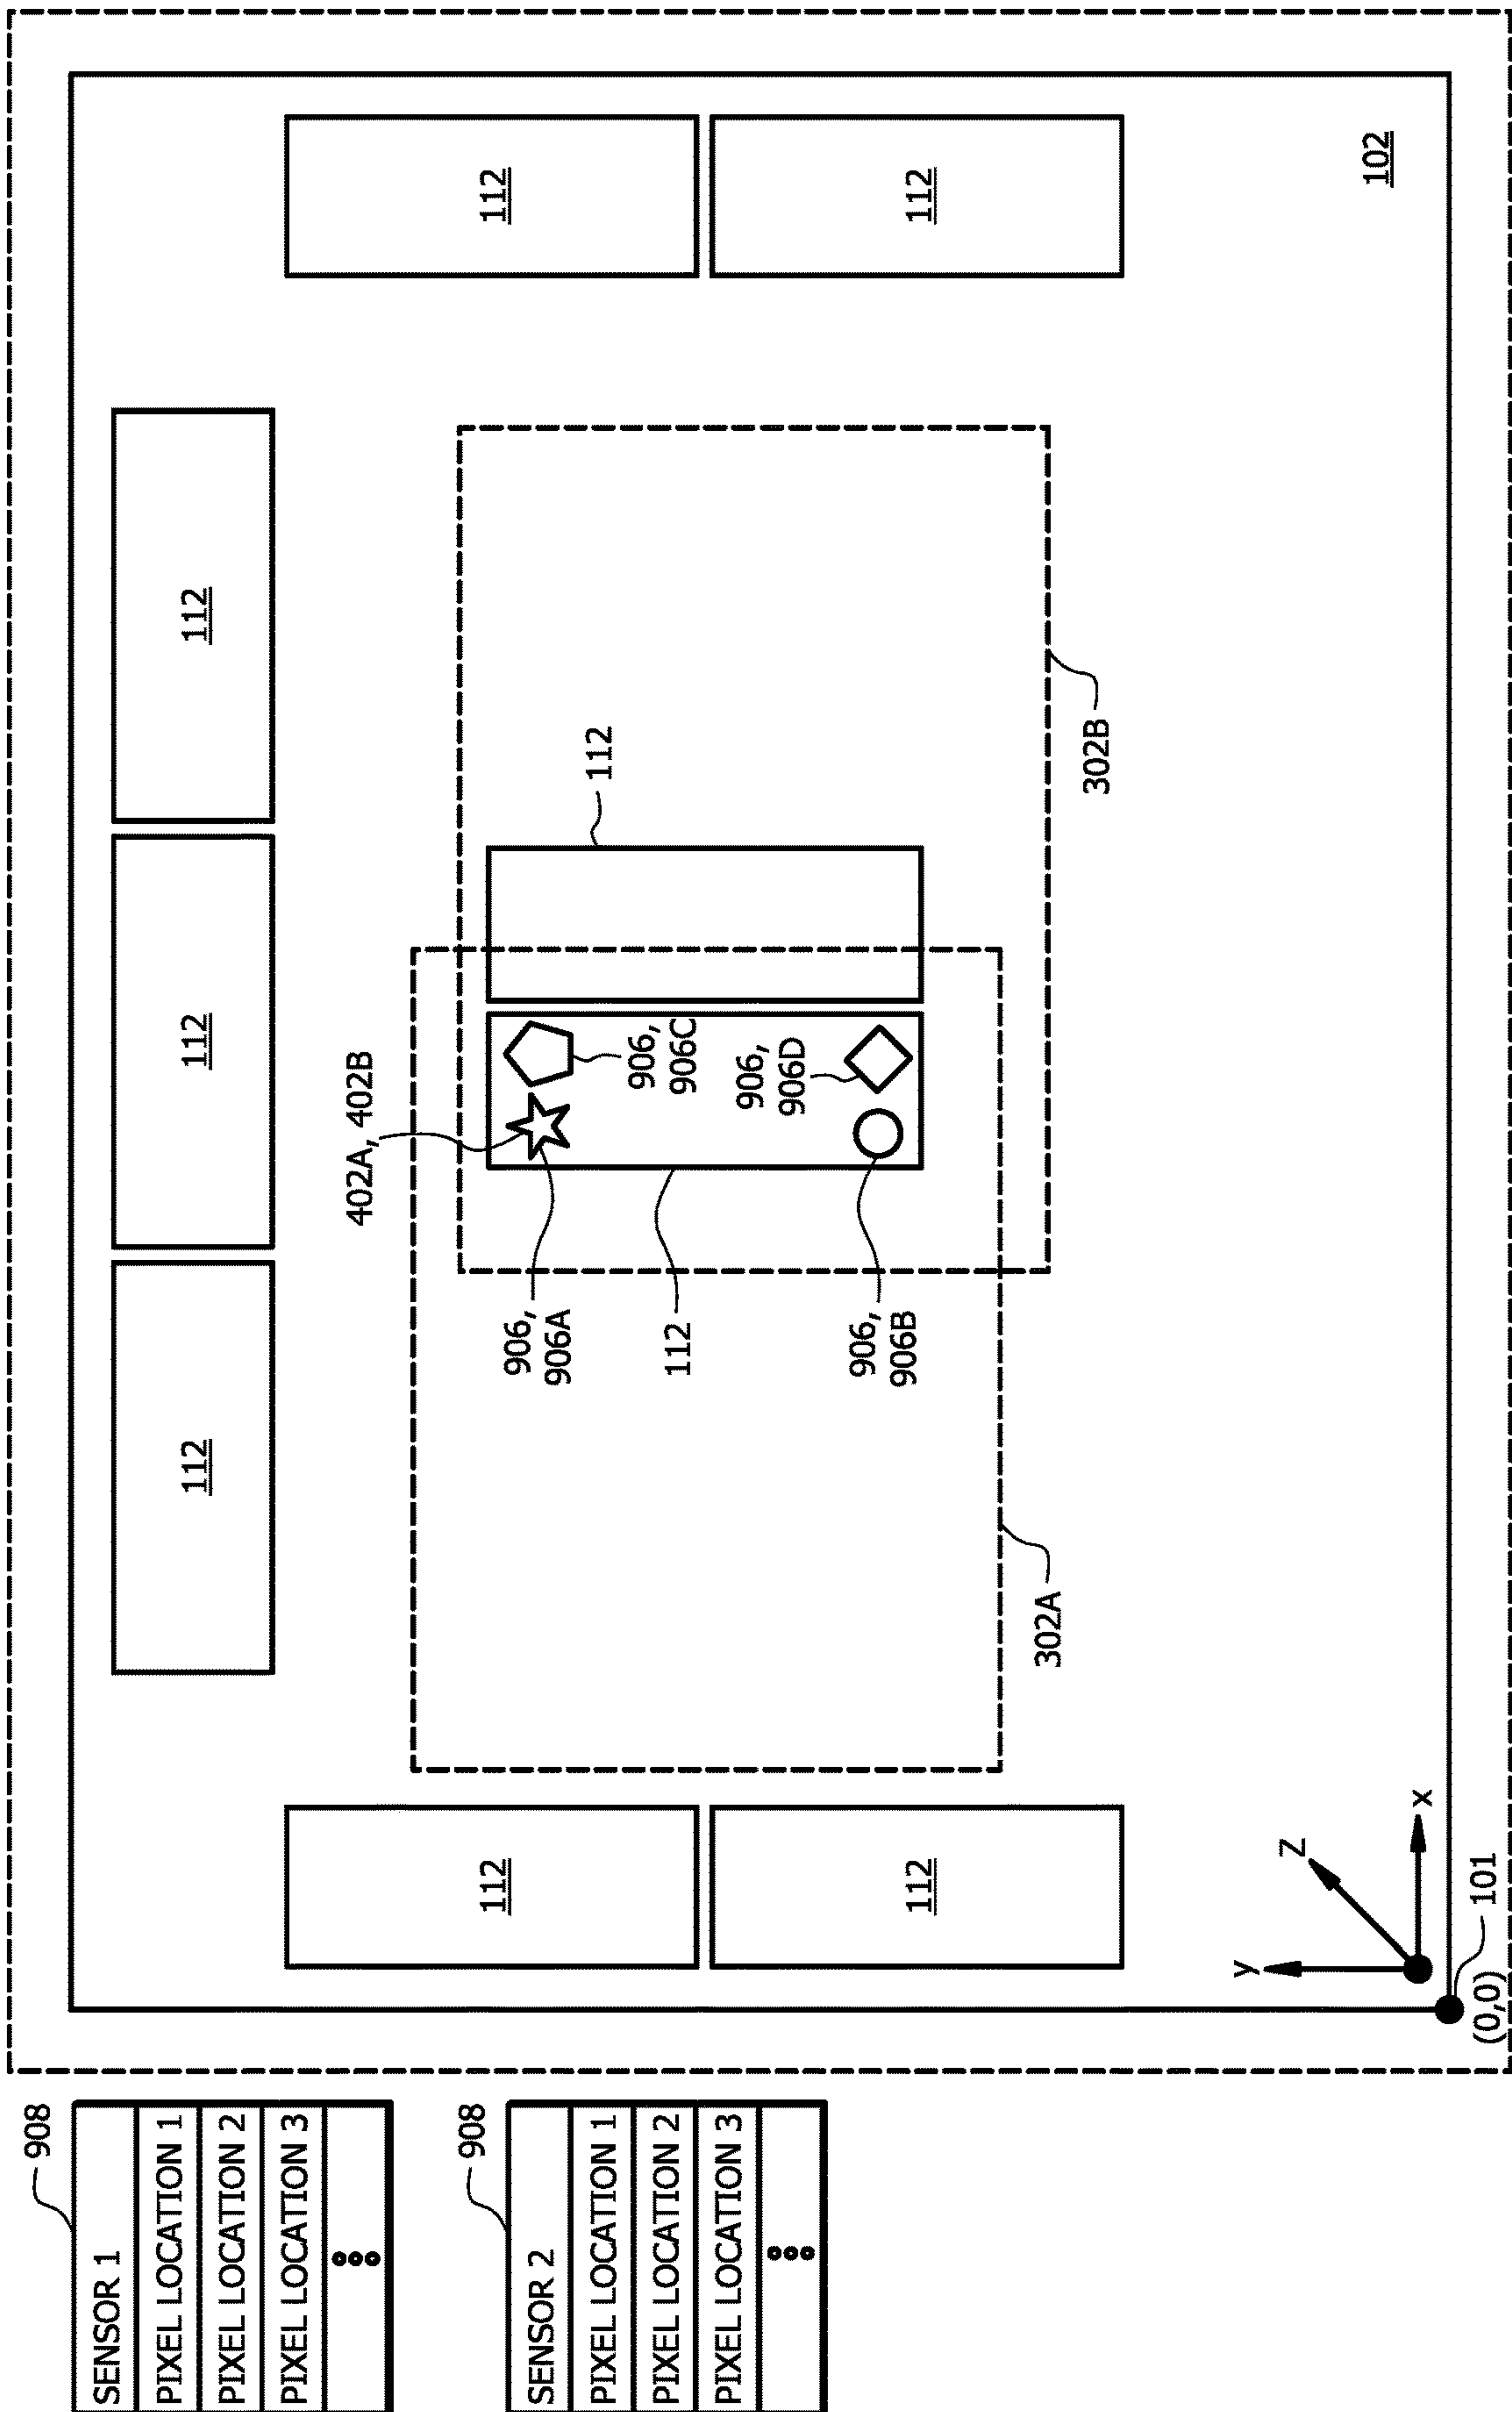 908
SENSOR 1
PIXEL LOCATION 1
PIXEL LOCATION 2
PIXEL LOCATION 3
908
SENSOR 2
PIXEL LOCATION 1
PIXEL LOCATION 2
PIXEL LOCATION 3
112
112
112
112
112
112
112
402A, 402B
906,
906A
906,
906C
906,
906D
906,
906B
112
112
302A
302B
102
y
Z
x
(0,0)
101